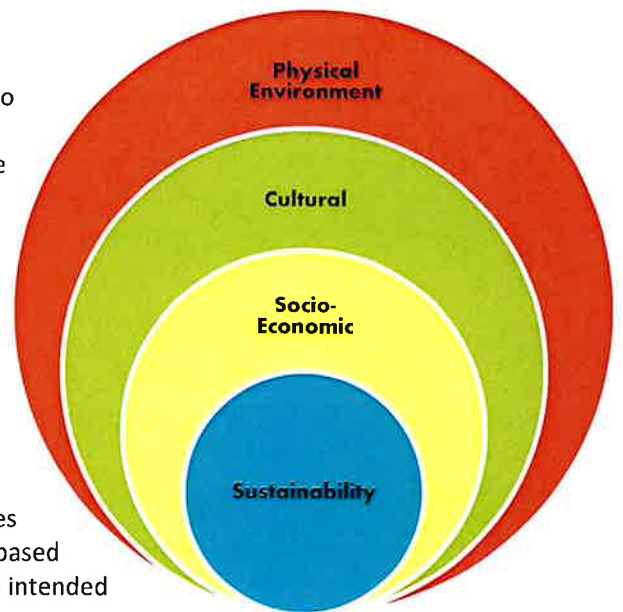 Physical
Environment
o
e
Cultural
Socio-
Economic
Sustainability
es
based
intended